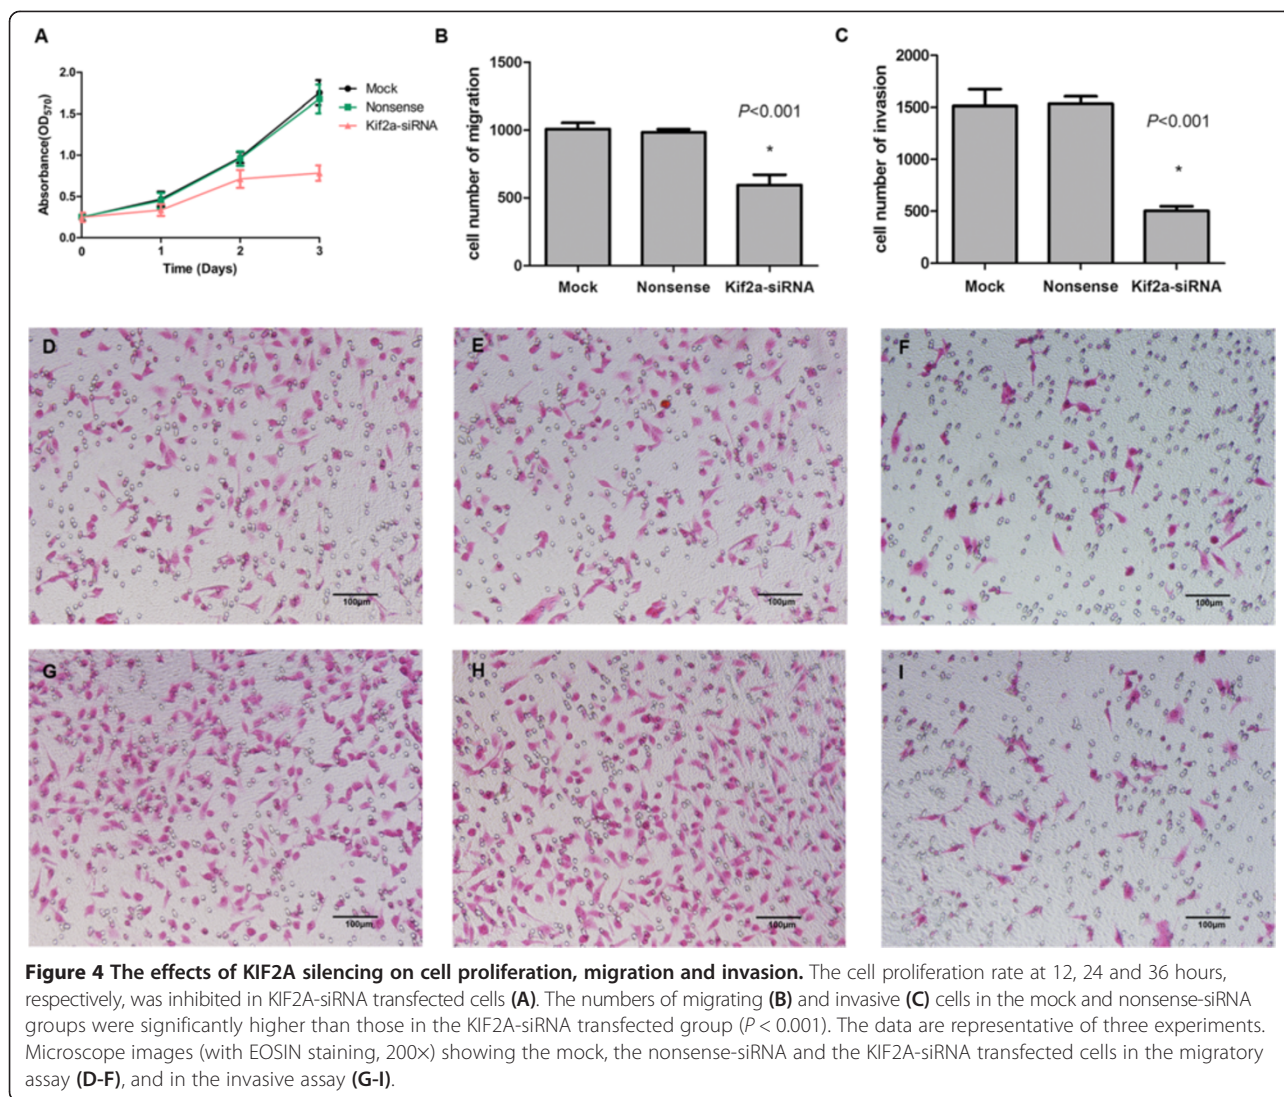 A
Absorbance(OD570)
2.0
1.5
1.0
0.5
0.0
0
1
2
3
Time (Days)
Mock
Nonsense
Kif2a-siRNA
B
cell number of migration
1500
1000
500
0
P<0.001
*
Mock
Nonsense
Kif2a-siRNA
C
cell number of invasion
2000
1500
1000
500
0
P<0.001
*
Mock
Nonsense
Kif2a-siRNA
D
100μm
E
100μm
F
100μm
G
100μm
H
100μm
I
100μm
Figure 4 The effects of KIF2A silencing on cell proliferation, migration and invasion. The cell proliferation rate at 12, 24 and 36 hours,
respectively, was inhibited in KIF2A-siRNA transfected cells (A). The numbers of migrating (B) and invasive (C) cells in the mock and nonsense-siRNA
groups were significantly higher than those in the KIF2A-siRNA transfected group (P < 0.001). The data are representative of three experiments.
Microscope images (with EOSIN staining, 200×) showing the mock, the nonsense-siRNA and the KIF2A-siRNA transfected cells in the migratory
assay (D-F), and in the invasive assay (G-I).